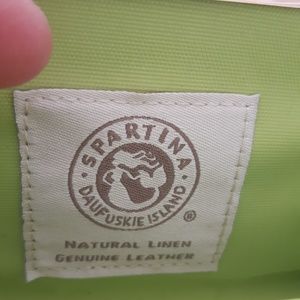 SPARTINA
DAUFUSKIE ISLAND
®
NATURAL LINEN
GENUINE LEATHER